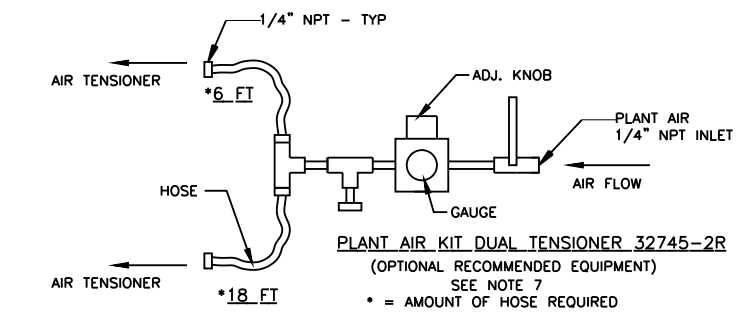 1/4" NPT - TYP
AIR TENSIONER
*6 FT
ADJ. KNOB
PLANT AIR
1/4" NPT INLET
AIR FLOW
HOSE
GAUGE
PLANT AIR KIT DUAL TENSIONER 32745-2R
(OPTIONAL RECOMMENDED EQUIPMENT)
SEE NOTE 7
* = AMOUNT OF HOSE REQUIRED
AIR TENSIONER
*18 FT